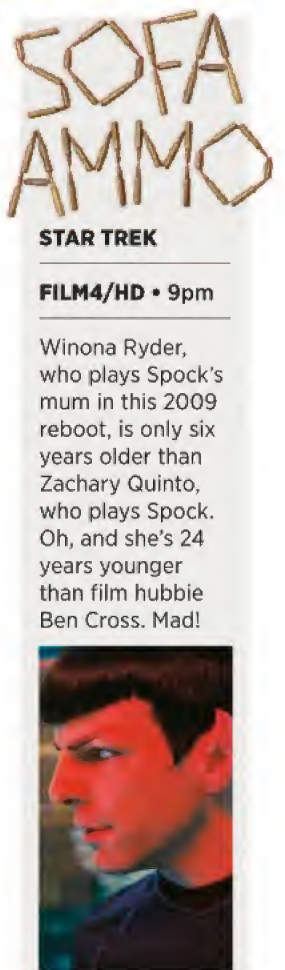 SOFA
AMMO
STAR TREK
FILM4/HD • 9pm
Winona Ryder,
who plays Spock's
mum in this 2009
reboot, is only six
years older than
Zachary Quinto,
who plays Spock.
Oh, and she's 24
years younger
than film hubbie
Ben Cross. Mad!